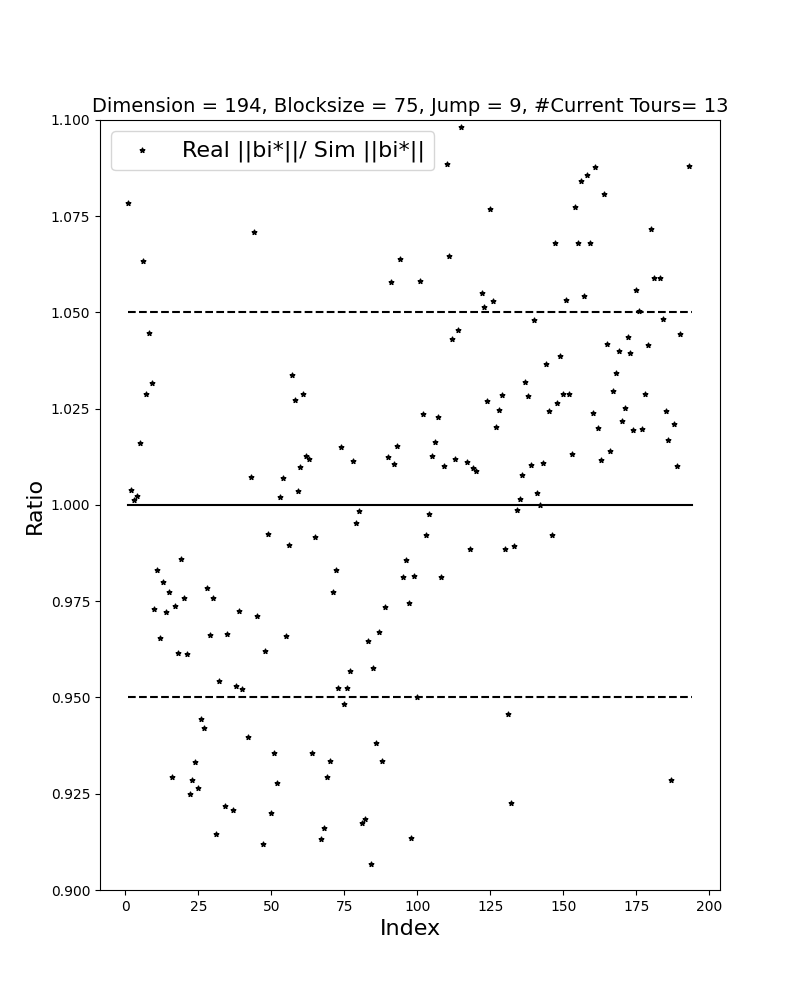 Dimension = 194, Blocksize = 75, Jump = 9, #Current Tours= 13
Real ||bi*||/ Sim ||bi*||
1.100
1.075
1.050
1.025
1.000
0.975
0.950
0.925
0.900
Ratio
0 25 50 75 100 125 150 175 200
Index